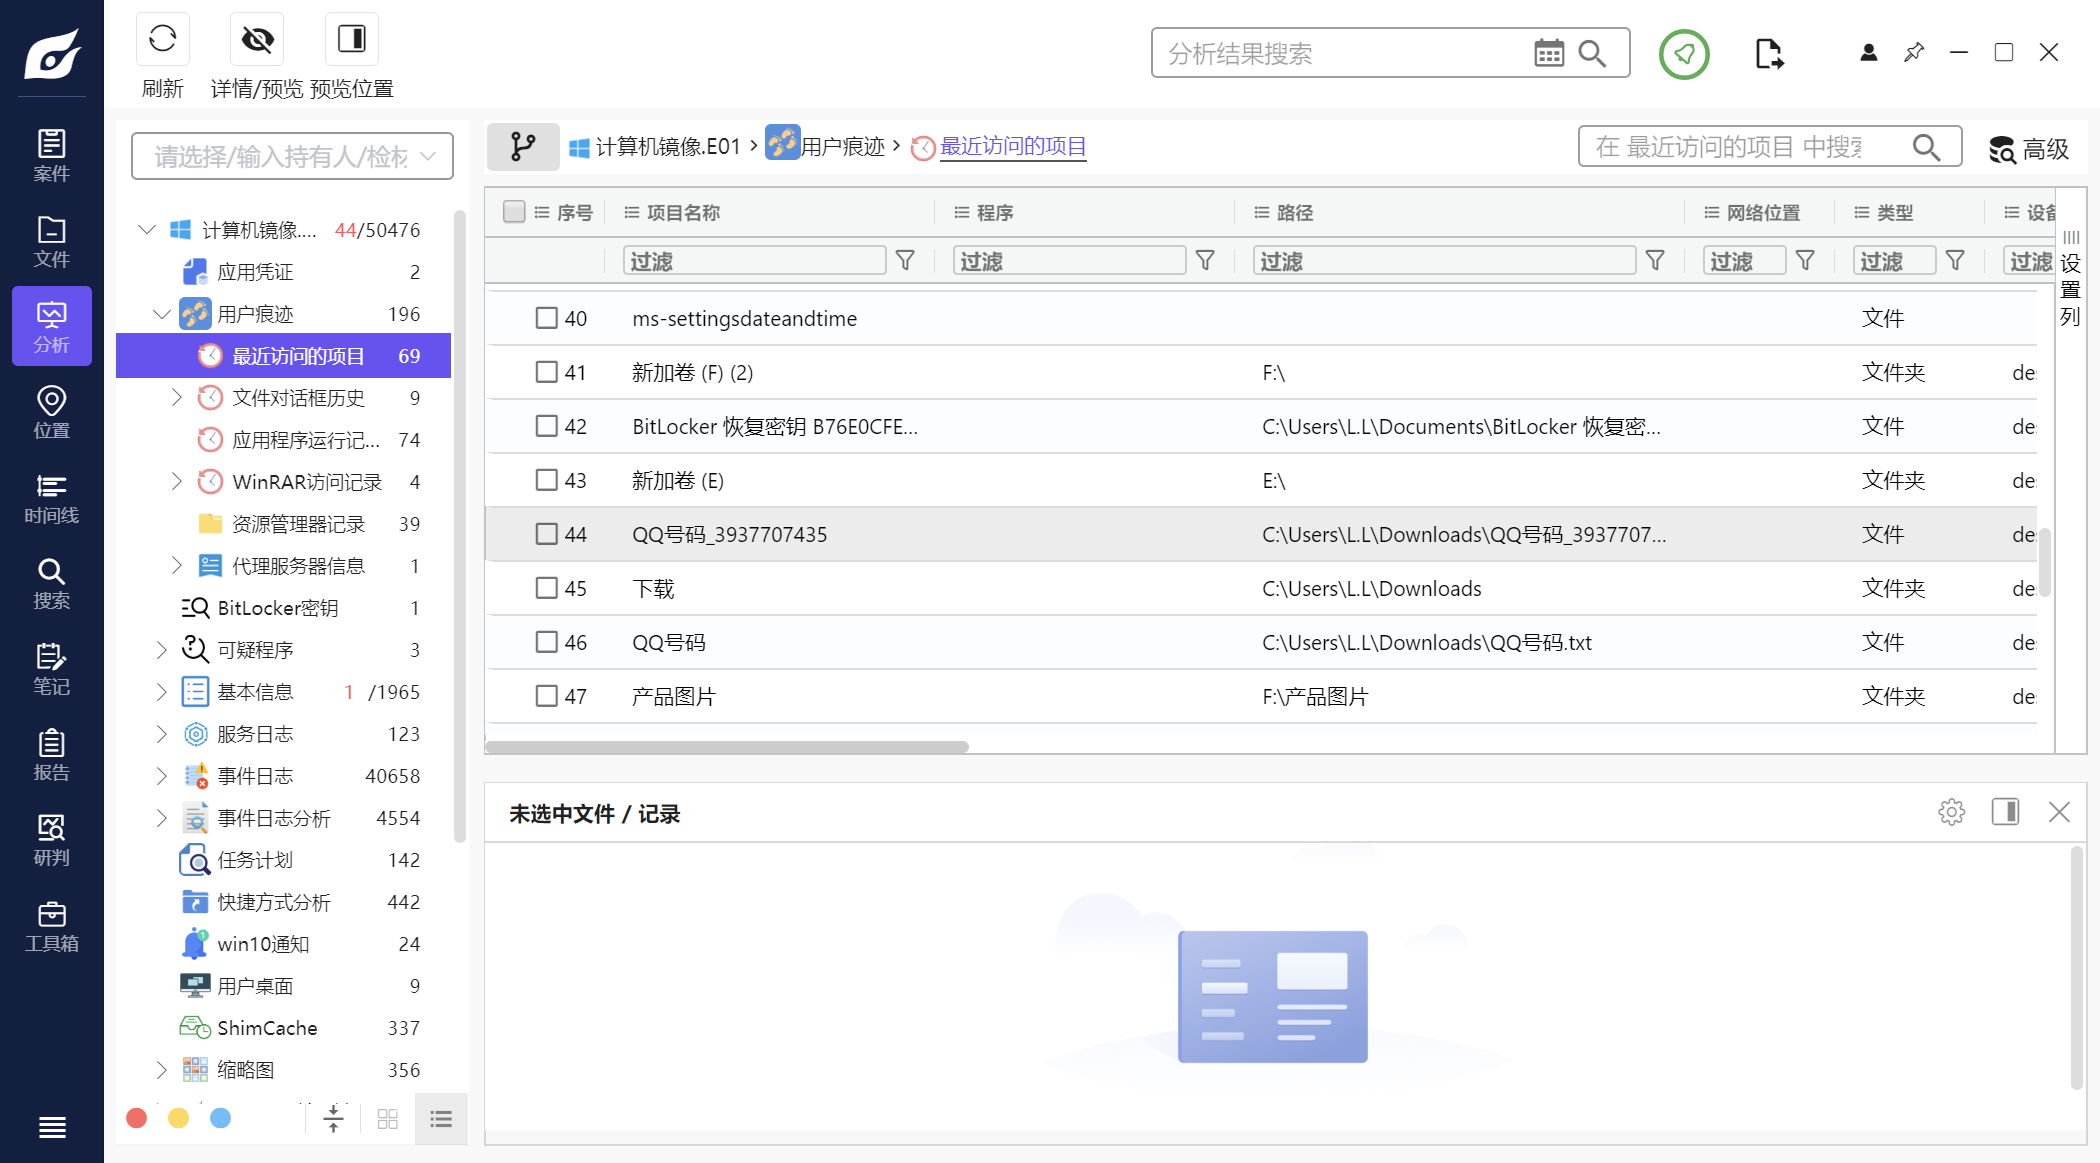 刷新
详情/预览
预览位置
分析结果搜索
案件
文件
分析
位置
时间线
搜索
笔记
报告
研判
工具箱
请选择/输入持有人/检材
计算机镜像.... 44/50476
应用凭证 2
用户痕迹 196
最近访问的项目 69
文件对话框历史 9
应用程序运行记... 74
WinRAR访问记录 4
资源管理器记录 39
代理服务器信息 1
BitLocker密钥 1
可疑程序 3
基本信息 1 /1965
服务日志 123
事件日志 40658
事件日志分析 4554
任务计划 142
快捷方式分析 442
win10通知 24
用户桌面 9
ShimCache 337
缩略图 356
计算机镜像.E01 › 用户痕迹 › 最近访问的项目
在 最近访问的项目 中搜索
高级
序号 项目名称 程序 路径 网络位置 类型 设备
过滤 过滤 过滤 过滤 过滤 过滤
设置列
40 ms-settingsdateandtime 文件
41 新加卷 (F) (2) F:\ 文件夹 de
42 BitLocker 恢复密钥 B76E0CFE... C:\Users\L.L\Documents\BitLocker 恢复密... 文件 de
43 新加卷 (E) E:\ 文件夹 de
44 QQ号码_3937707435 C:\Users\L.L\Downloads\QQ号码_3937707... 文件 de
45 下载 C:\Users\L.L\Downloads 文件夹 de
46 QQ号码 C:\Users\L.L\Downloads\QQ号码.txt 文件 de
47 产品图片 F:\产品图片 文件夹 de
未选中文件 / 记录